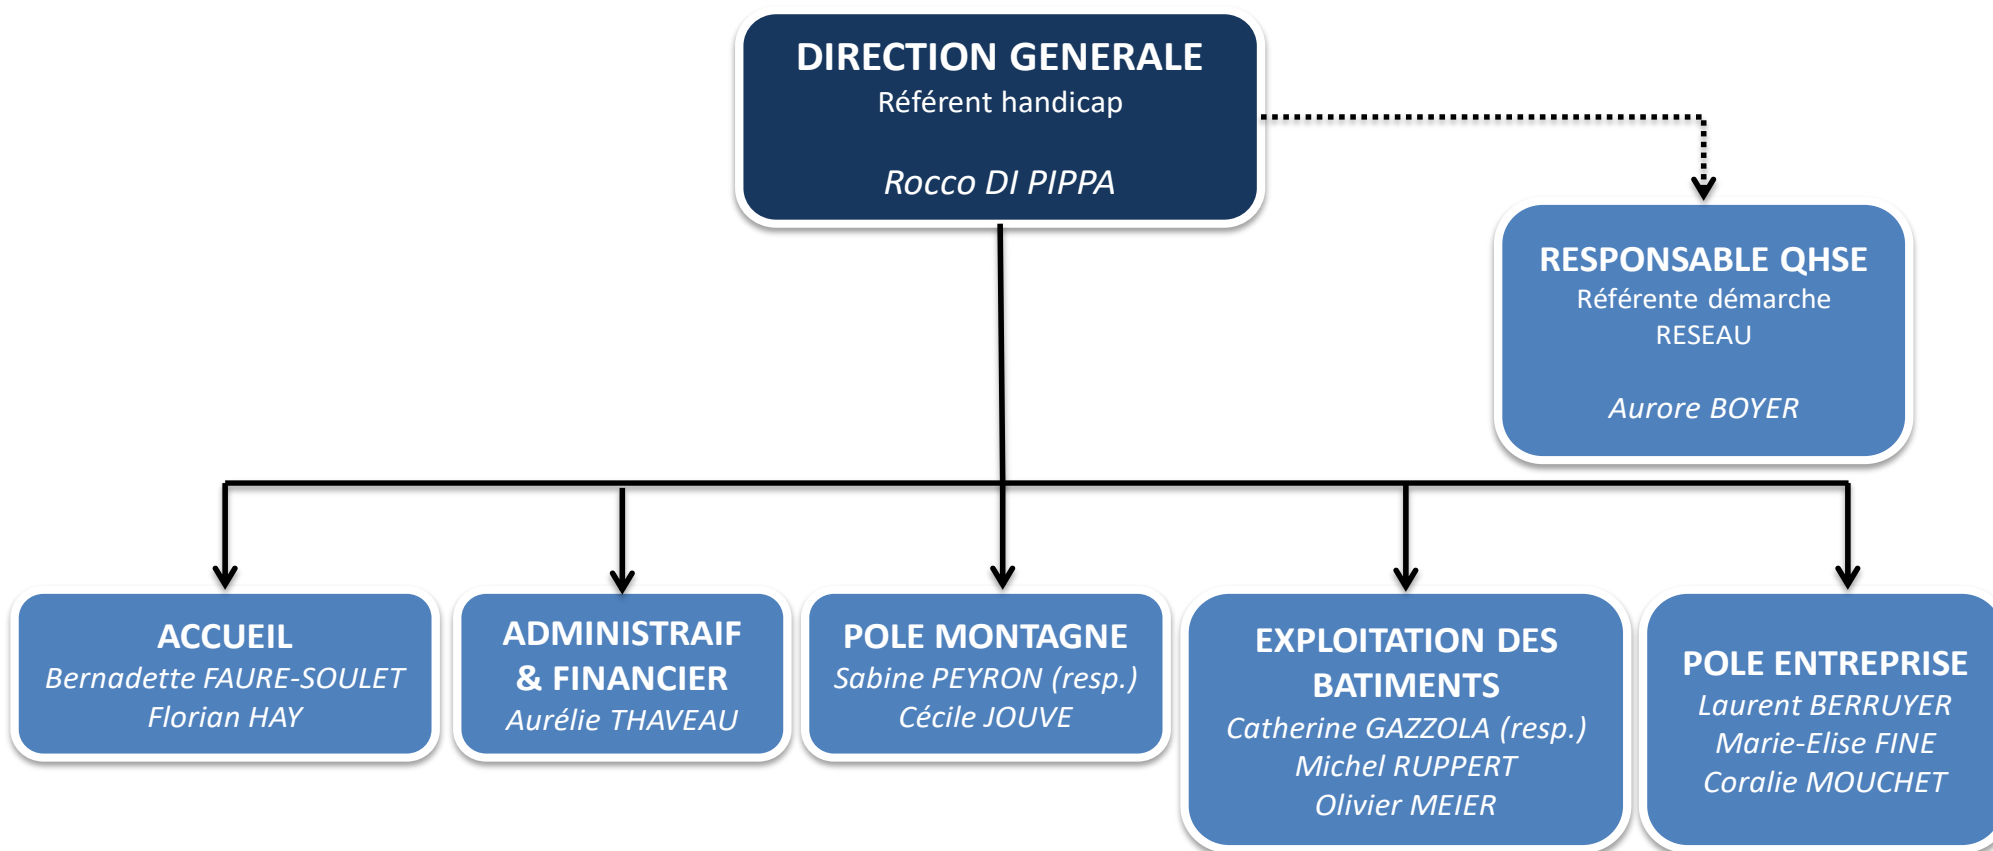 DIRECTION GENERALE
Référent handicap
Rocco DI PIPPA
RESPONSABLE QHSE
Référente démarche
RESEAU
Aurore BOYER
ACCUEIL
Bernadette FAURE-SOULET
Florian HAY
ADMINISTRAIF
& FINANCIER
Aurélie THAVEAU
POLE MONTAGNE
Sabine PEYRON (resp.)
Cécile JOUVE
EXPLOITATION DES
BATIMENTS
Catherine GAZZOLA (resp.)
Michel RUPPERT
Olivier MEIER
POLE ENTREPRISE
Laurent BERRUYER
Marie-Elise FINE
Coralie MOUCHET